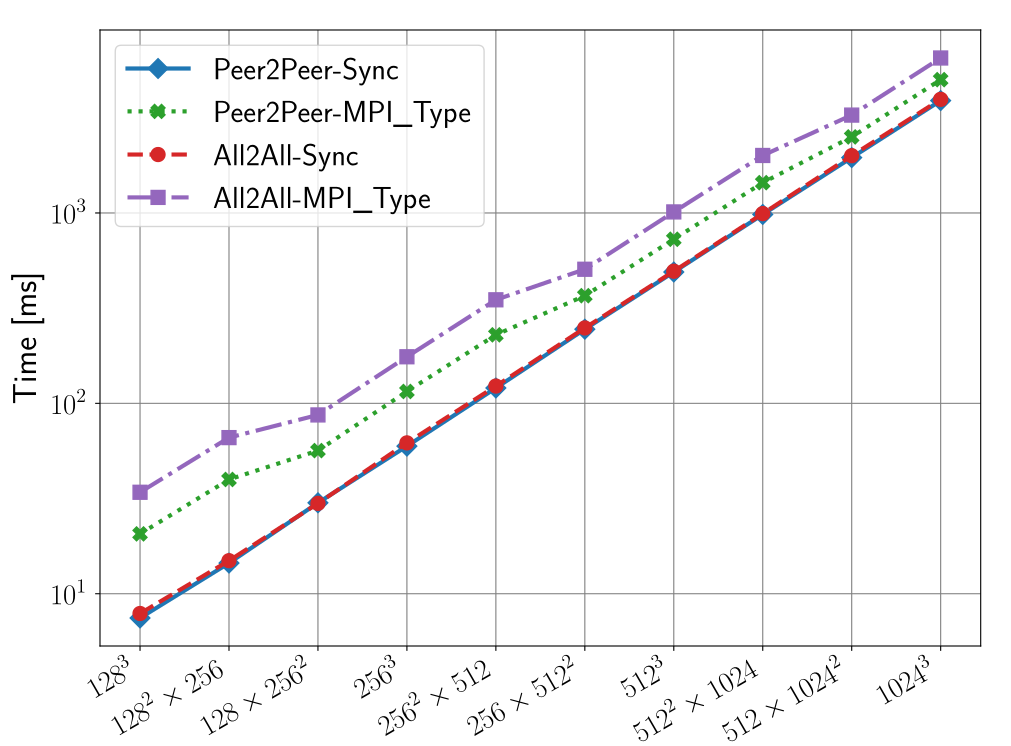 Peer2Peer-Sync
Peer2Peer-MPI_Type
All2All-Sync
All2All-MPI_Type
Time [ms]
10³
10²
10¹
128³
128² × 256
128 × 256²
256³
256² × 512
256 × 512²
512³
512² × 1024
512 × 1024²
1024³